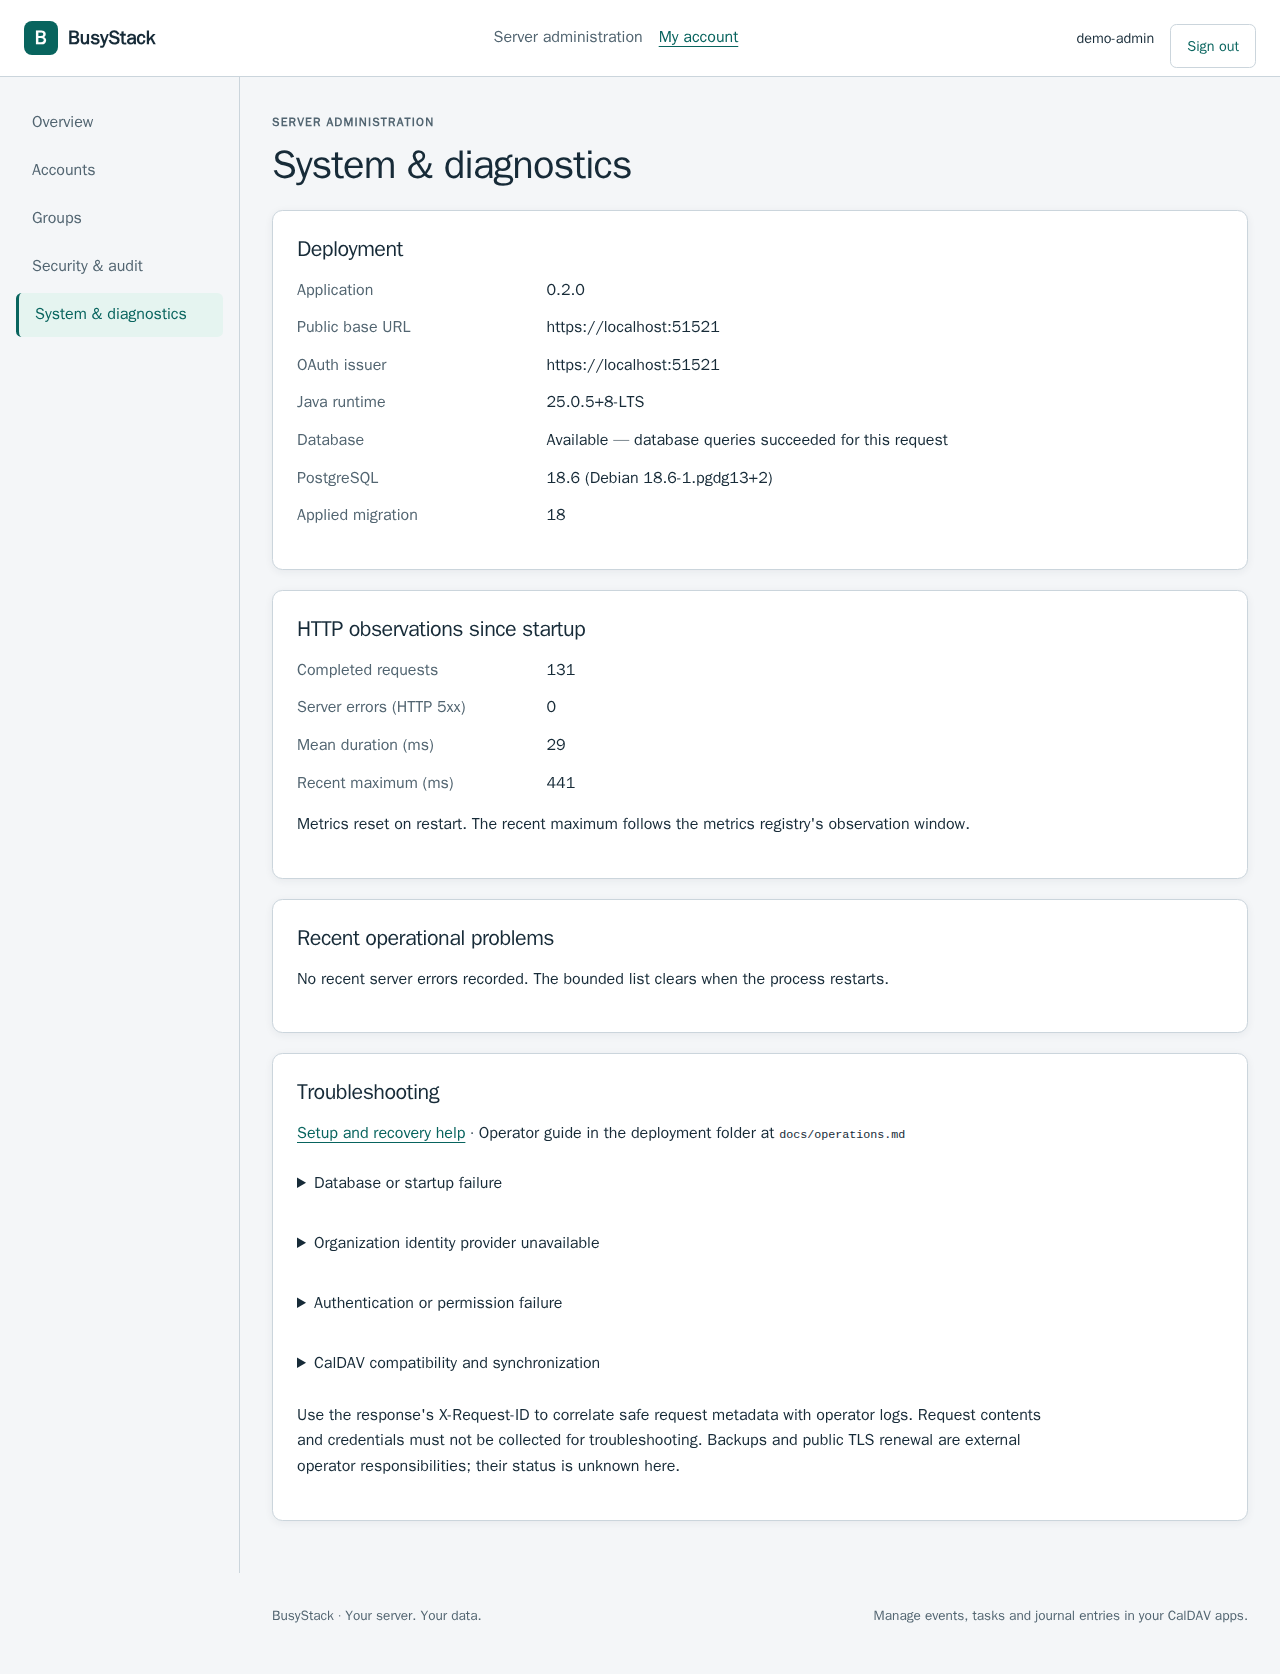 B BusyStack
Server administration My account
demo-admin Sign out
Overview
Accounts
Groups
Security & audit
System & diagnostics
SERVER ADMINISTRATION
System & diagnostics
Deployment
Application 0.2.0
Public base URL https://localhost:51521
OAuth issuer https://localhost:51521
Java runtime 25.0.5+8-LTS
Database Available — database queries succeeded for this request
PostgreSQL 18.6 (Debian 18.6-1.pgdg13+2)
Applied migration 18
HTTP observations since startup
Completed requests 131
Server errors (HTTP 5xx) 0
Mean duration (ms) 29
Recent maximum (ms) 441
Metrics reset on restart. The recent maximum follows the metrics registry's observation window.
Recent operational problems
No recent server errors recorded. The bounded list clears when the process restarts.
Troubleshooting
Setup and recovery help · Operator guide in the deployment folder at docs/operations.md
Database or startup failure
Organization identity provider unavailable
Authentication or permission failure
CalDAV compatibility and synchronization
Use the response's X-Request-ID to correlate safe request metadata with operator logs. Request contents
and credentials must not be collected for troubleshooting. Backups and public TLS renewal are external
operator responsibilities; their status is unknown here.
BusyStack · Your server. Your data.
Manage events, tasks and journal entries in your CalDAV apps.